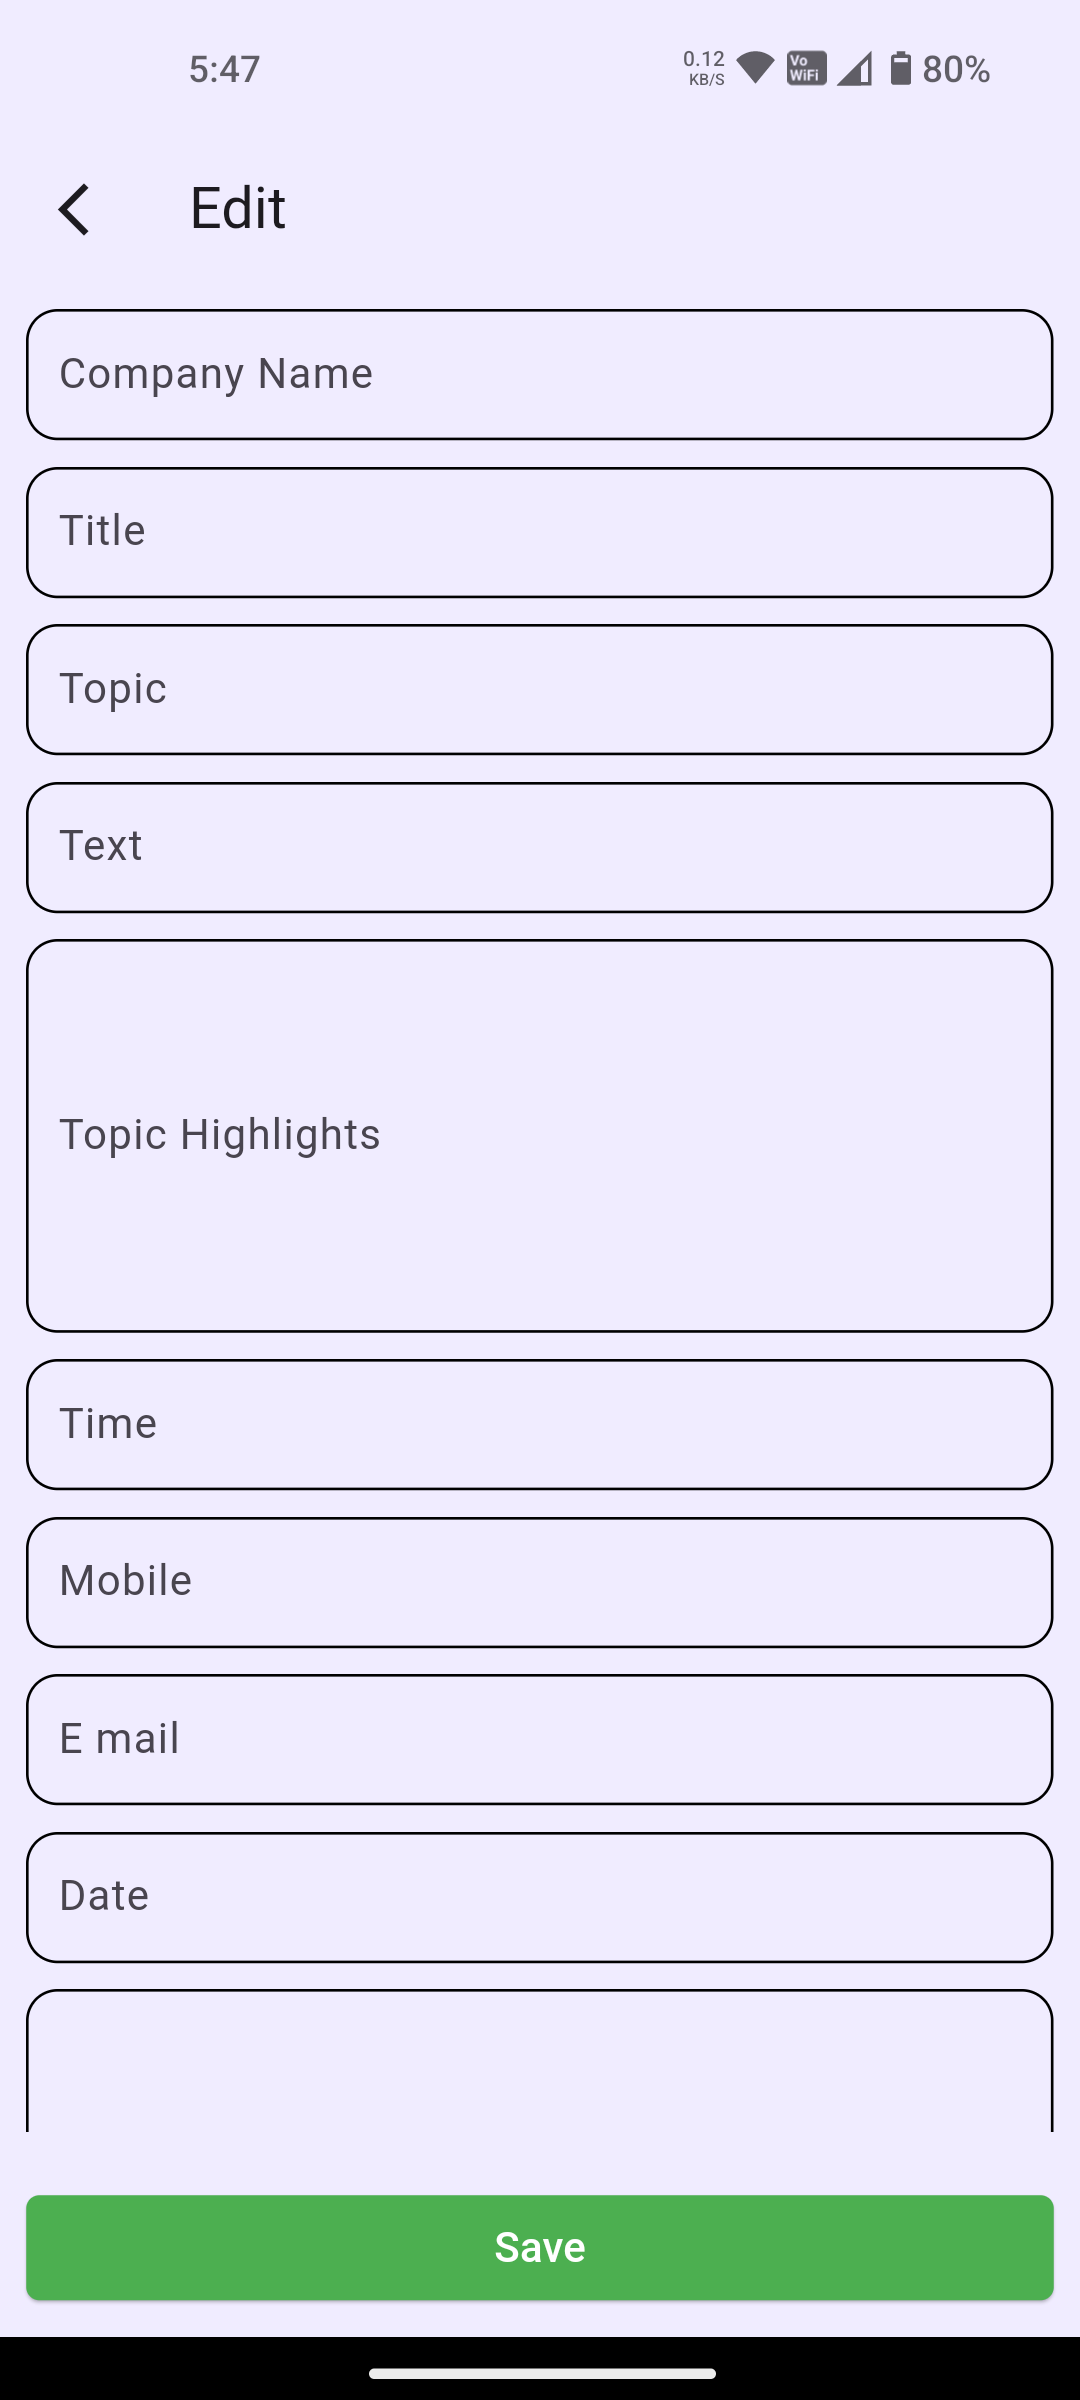 5:47
0.12
KB/S
Vo
WiFi
80%
Edit
Company Name
Title
Topic
Text
Topic Highlights
Time
Mobile
E mail
Date
Save